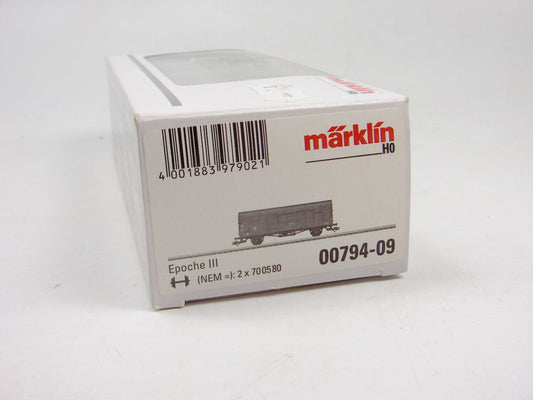 märklin
H0
4 001883 979021
Epoche III
(NEM =): 2 x 700580
00794-09